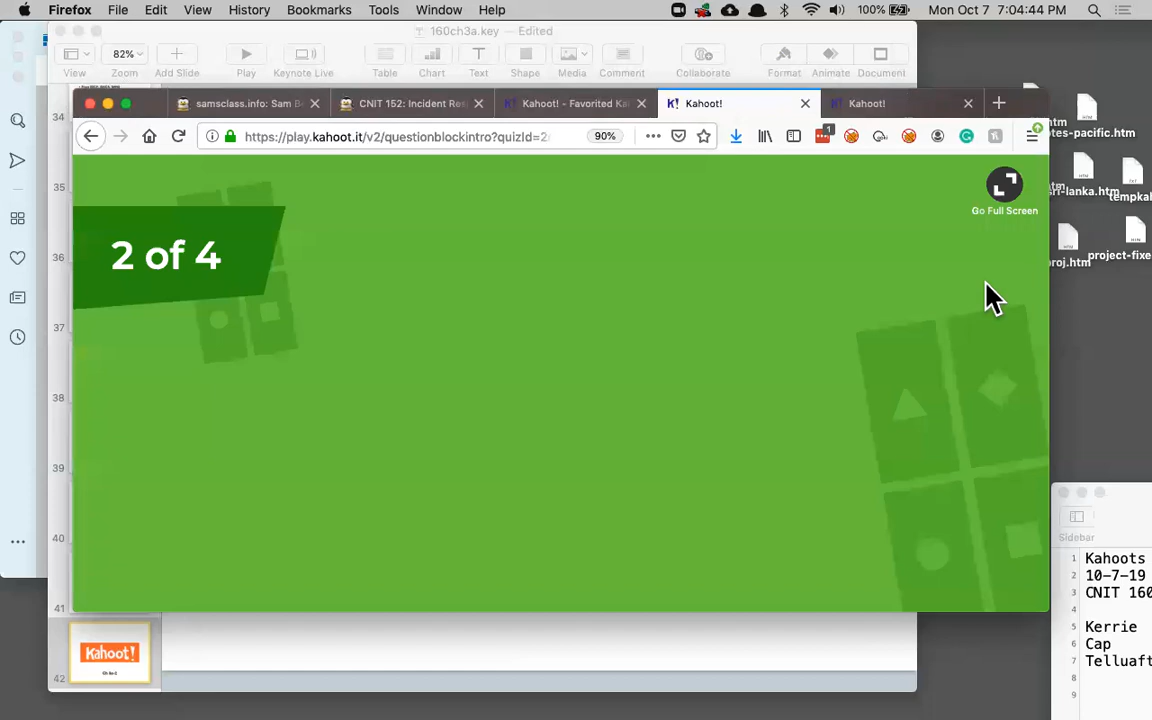 Firefox File Edit View History Bookmarks Tools Window Help 100% Mon Oct 7 7:04:44 PM
160ch3a.key — Edited
82%
View Zoom Add Slide Play Keynote Live Table Chart Text Shape Media Comment Collaborate Format Animate Document
samsclass.info: Sam B CNIT 152: Incident Res Kahoot! - Favorited Ka Kahoot! Kahoot!
https://play.kahoot.it/v2/questionblockintro?quizId=2 90% 1
Go Full Screen
2 of 4
34
35
36
37
38
39
40
41
42
Kahoot!
tes-pacific.htm
sri-lanka.htm
tempkal
project-fixe
roj.htm
Sidebar
1 Kahoots
2 10-7-19
3 CNIT 160
4
5 Kerrie
6 Cap
7 Telluaft
8
9